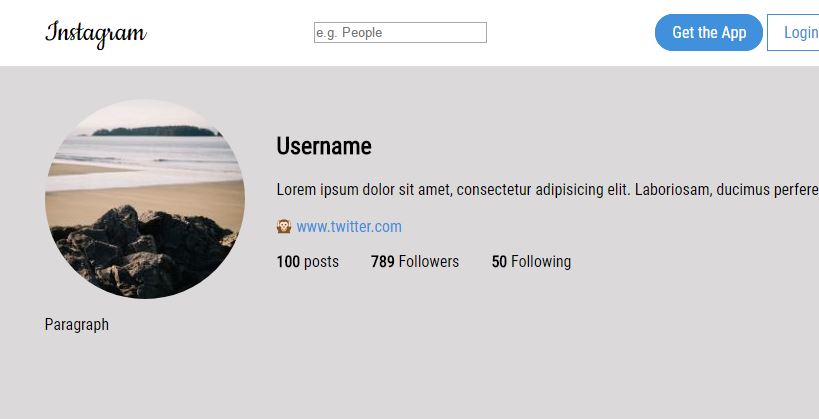 Instagram
e.g. People
Get the App
Login
Username
Lorem ipsum dolor sit amet, consectetur adipisicing elit. Laboriosam, ducimus perfere
www.twitter.com
100 posts 789 Followers 50 Following
Paragraph